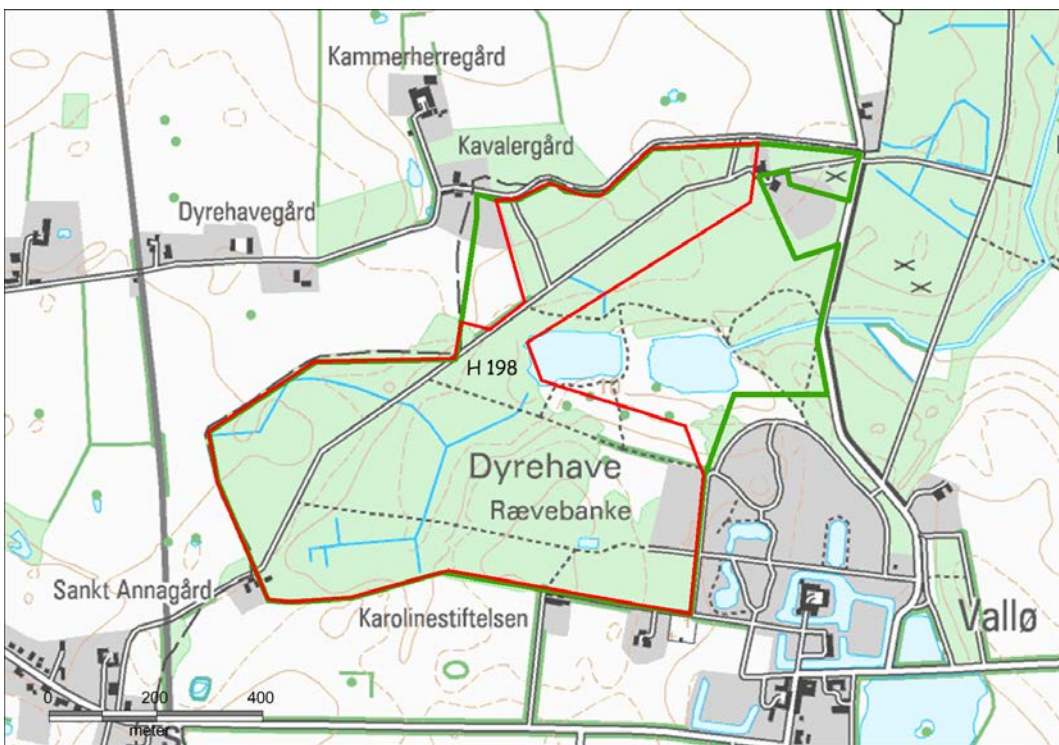 Kammerherregård
Kavalergård
Dyrehavegård
H 198
Dyrehave
Rævebanke
Sankt Annagård
Karolinestiftelsen
Vallø
0 200 400
meter